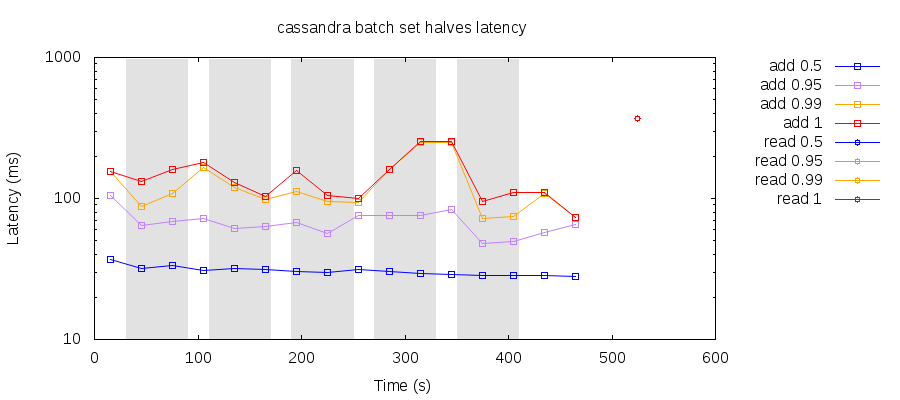 cassandra batch set halves latency
Latency (ms)
1000
100
10
0 100 200 300 400 500 600
Time (s)
add 0.5
add 0.95
add 0.99
add 1
read 0.5
read 0.95
read 0.99
read 1